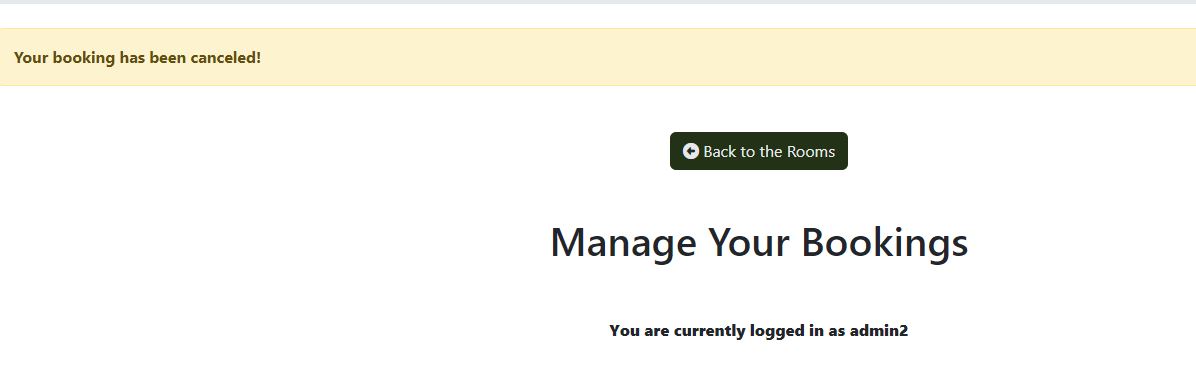 Your booking has been canceled!
Back to the Rooms
Manage Your Bookings
You are currently logged in as admin2